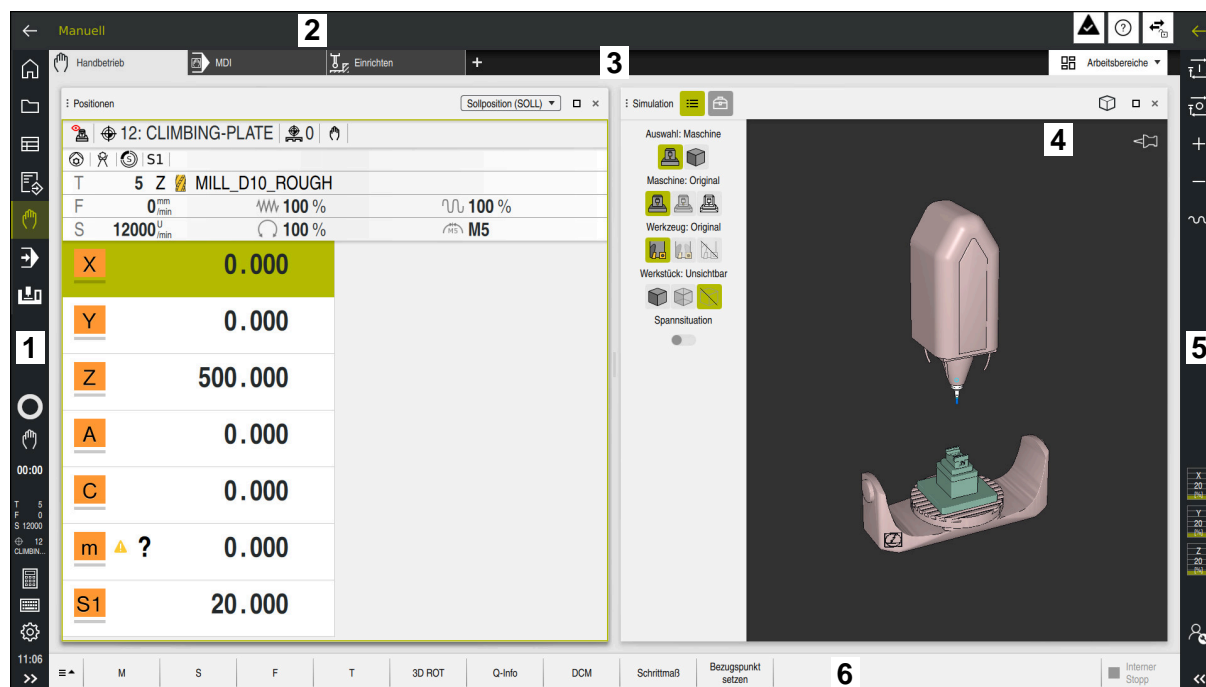 Manuell
2
Handbetrieb
MDI
Einrichten
+
3
Arbeitsbereiche
Positionen
Sollposition (SOLL)
12: CLIMBING-PLATE
0
S1
T 5 Z MILL_D10_ROUGH
F 0 mm/min 100 % 100 %
S 12000 U/min 100 % M5
X 0.000
Y 0.000
Z 500.000
A 0.000
C 0.000
m ? 0.000
S1 20.000
Simulation
Auswahl: Maschine
Maschine: Original
Werkzeug: Original
Werkstück: Unsichtbar
Spannsituation
4
1
00:00
T 5
F 0
S 12000
12
CLIMBIN...
11:06
5
X
20
[%]
Y
20
[%]
Z
20
[%]
M
S
F
T
3D ROT
Q-Info
DCM
Schrittmaß
Bezugspunkt
setzen
6
Interner
Stopp